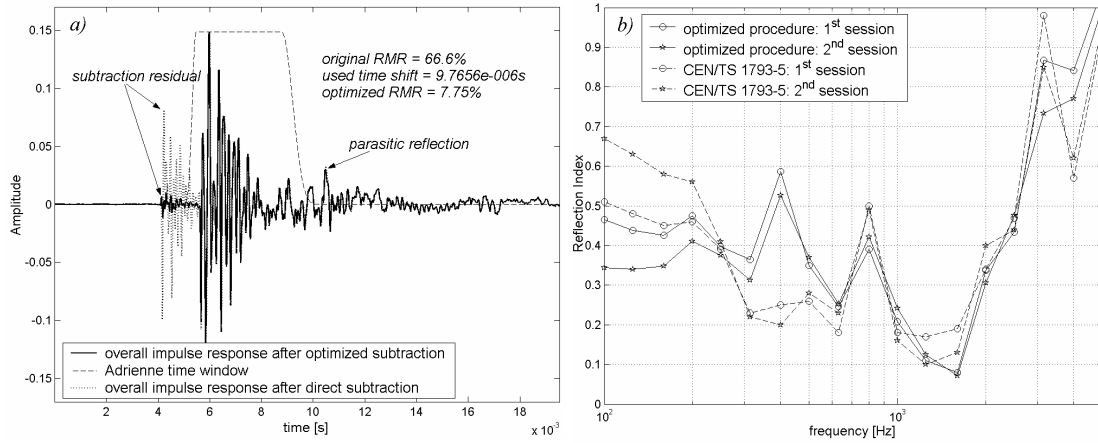 a)
0.15
0.1
0.05
0
-0.05
-0.1
-0.15
Amplitude
subtraction residual
original RMR = 66.6%
used time shift = 9.7656e-006s
optimized RMR = 7.75%
parasitic reflection
overall impulse response after optimized subtraction
Adrienne time window
overall impulse response after direct subtraction
2 4 6 8 10 12 14 16 18
x 10^-3
time [s]
b)
1
0.9
0.8
0.7
0.6
0.5
0.4
0.3
0.2
0.1
0
Reflection Index
optimized procedure: 1st session
optimized procedure: 2nd session
CEN/TS 1793-5: 1st session
CEN/TS 1793-5: 2nd session
10^2 10^3
frequency [Hz]